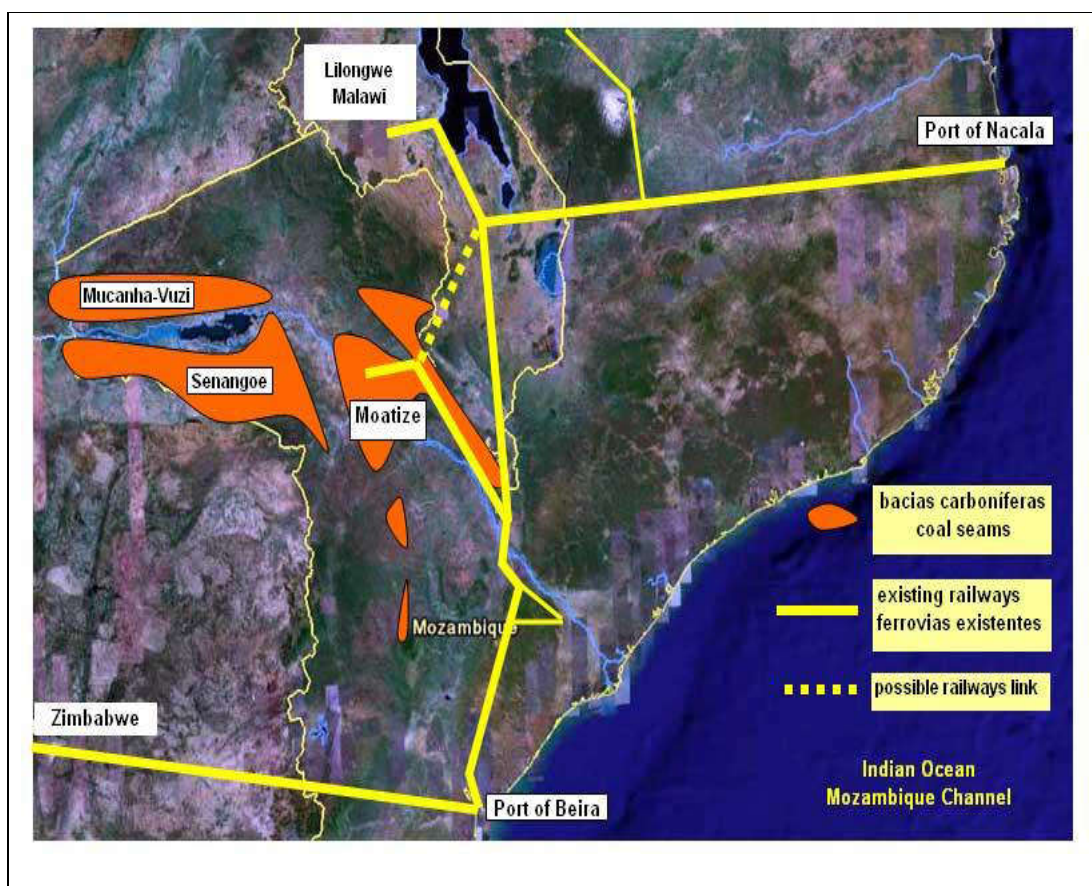 Lilongwe
Malawi
Port of Nacala
Mucanha-Vuzi
Senangoe
Moatize
bacias carboníferas
coal seams
existing railways
ferrovias existentes
Mozambique
possible railways link
Zimbabwe
Indian Ocean
Mozambique Channel
Port of Beira